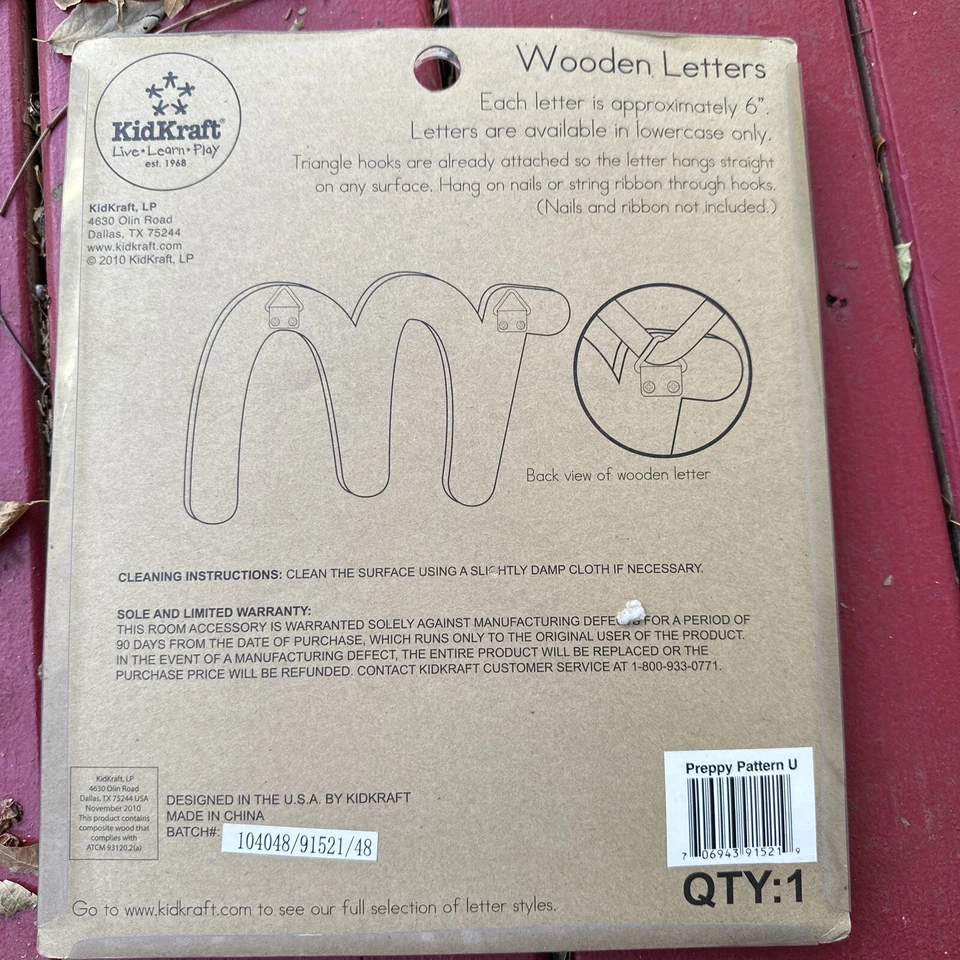 KidKraft®
Live★Learn★Play
est. 1968
KidKraft, LP
4630 Olin Road
Dallas, TX 75244
www.kidkraft.com
© 2010 KidKraft, LP
Wooden Letters
Each letter is approximately 6".
Letters are available in lowercase only.
Triangle hooks are already attached so the letter hangs straight
on any surface. Hang on nails or string ribbon through hooks.
(Nails and ribbon not included.)
Back view of wooden letter
CLEANING INSTRUCTIONS: CLEAN THE SURFACE USING A SLIGHTLY DAMP CLOTH IF NECESSARY.
SOLE AND LIMITED WARRANTY:
THIS ROOM ACCESSORY IS WARRANTED SOLELY AGAINST MANUFACTURING DEFECTS FOR A PERIOD OF
90 DAYS FROM THE DATE OF PURCHASE, WHICH RUNS ONLY TO THE ORIGINAL USER OF THE PRODUCT.
IN THE EVENT OF A MANUFACTURING DEFECT, THE ENTIRE PRODUCT WILL BE REPLACED OR THE
PURCHASE PRICE WILL BE REFUNDED. CONTACT KIDKRAFT CUSTOMER SERVICE AT 1-800-933-0771.
KidKraft, LP
4630 Olin Road
Dallas, TX 75244 USA
November 2010
This product contains
composite wood that
complies with
ATCM 93120.2(a)
DESIGNED IN THE U.S.A. BY KIDKRAFT
MADE IN CHINA
BATCH#: 104048/91521/48
Preppy Pattern U
7 06943 91521 9
QTY:1
Go to www.kidkraft.com to see our full selection of letter styles.